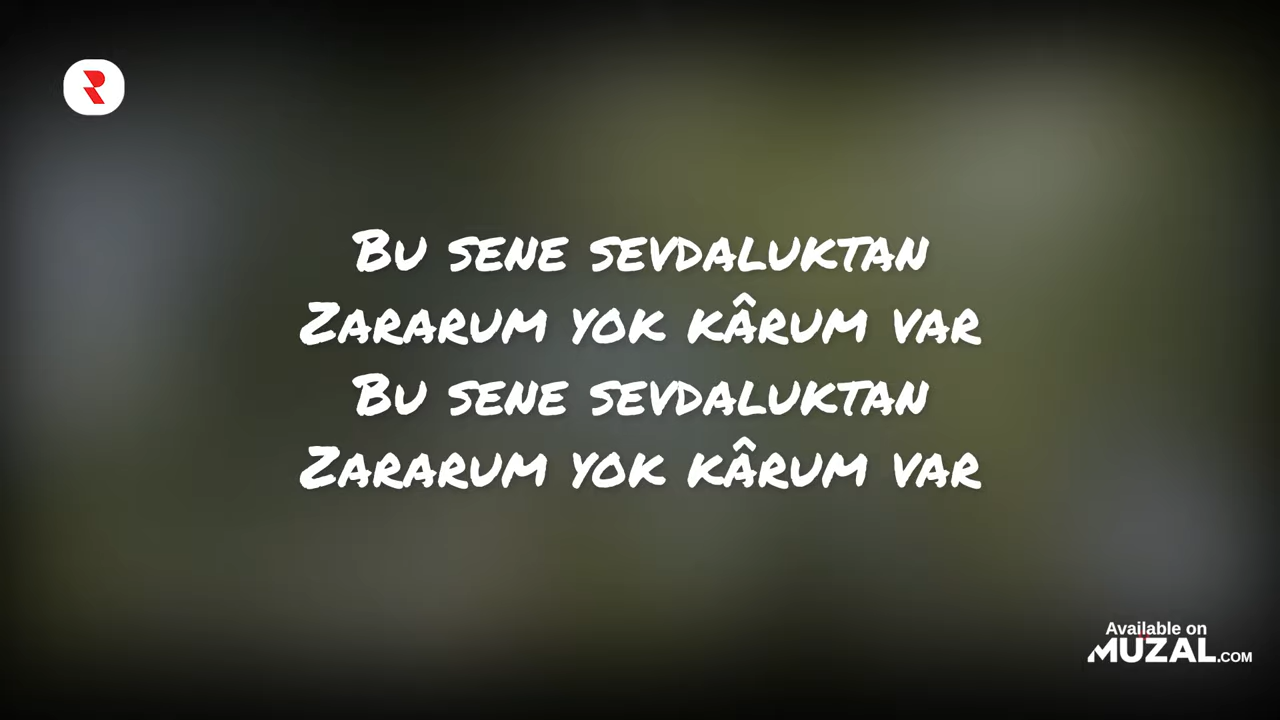 R
Bu sene sevdaluktan
Zararum yok kârum var
Bu sene sevdaluktan
Zararum yok kârum var
Available on
MUZAL.COM